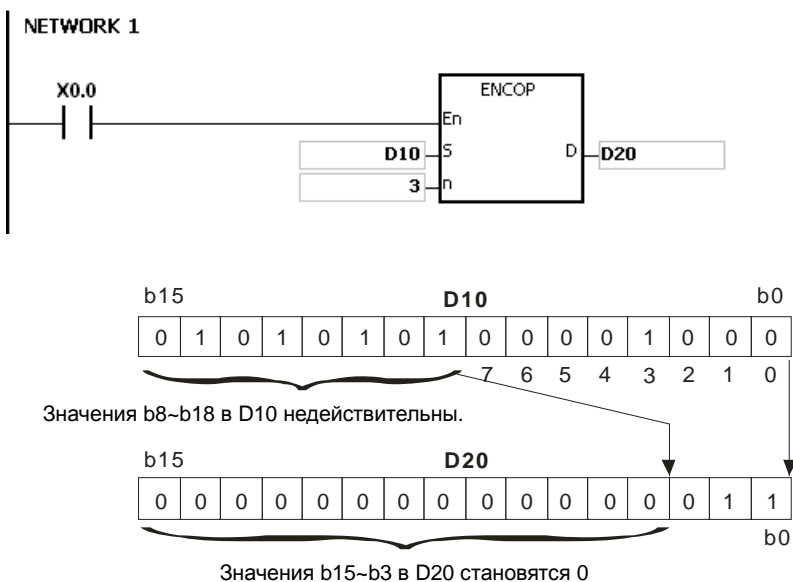 NETWORK 1
X0.0
ENCOP
En
D10 S D D20
3 n
b15 D10 b0
0 1 0 1 0 1 0 1 0 0 0 0 1 0 0 0
7 6 5 4 3 2 1 0
Значения b8~b18 в D10 недействительны.
b15 D20
0 0 0 0 0 0 0 0 0 0 0 0 0 0 1 1
b0
Значения b15~b3 в D20 становятся 0